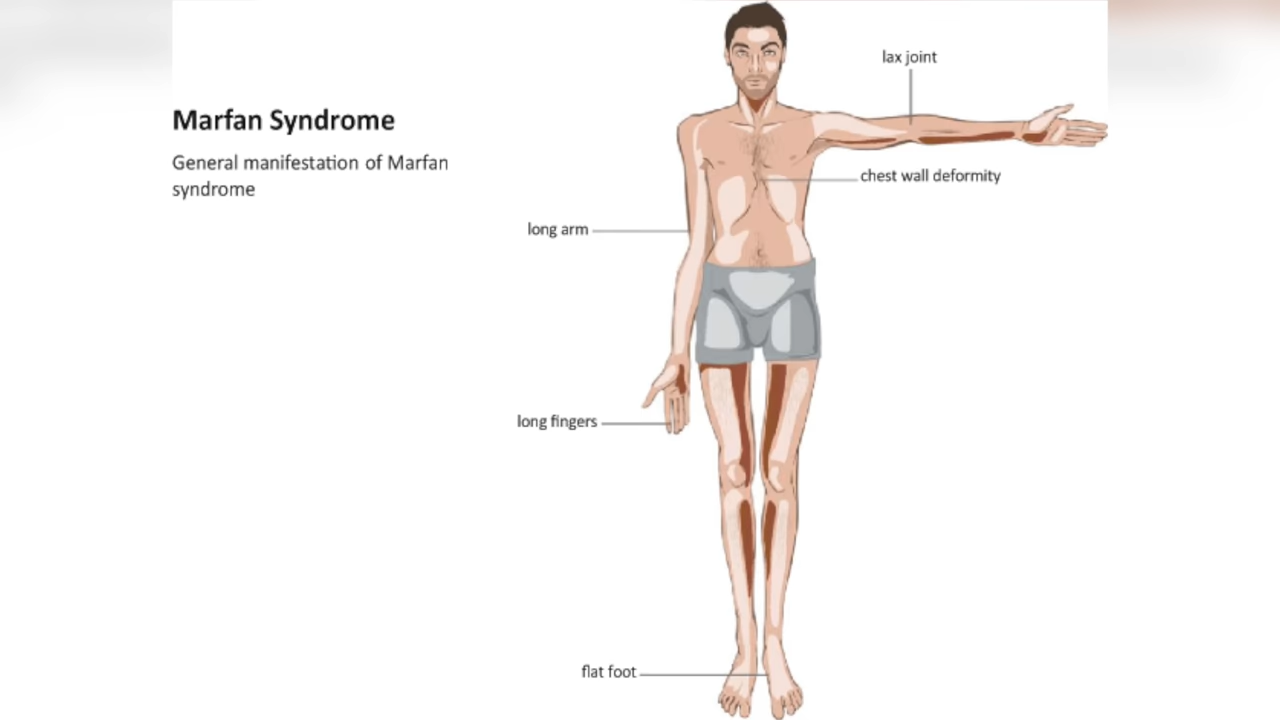 Marfan Syndrome
General manifestation of Marfan
syndrome
lax joint
chest wall deformity
long arm
long fingers
flat foot